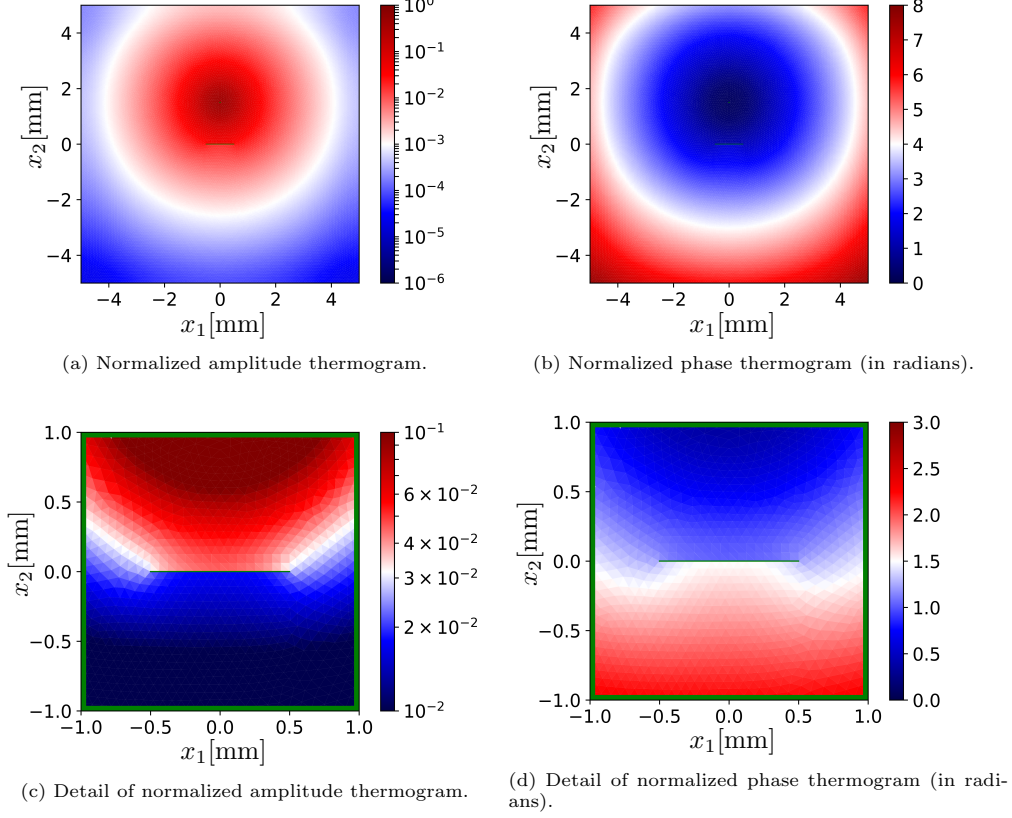 10⁰
10⁻¹
10⁻²
10⁻³
10⁻⁴
10⁻⁵
10⁻⁶
4
2
0
−2
−4
x₂[mm]
−4 −2 0 2 4
x₁[mm]
(a) Normalized amplitude thermogram.
8
7
6
5
4
3
2
1
0
4
2
0
−2
−4
x₂[mm]
−4 −2 0 2 4
x₁[mm]
(b) Normalized phase thermogram (in radians).
10⁻¹
6 × 10⁻²
4 × 10⁻²
3 × 10⁻²
2 × 10⁻²
10⁻²
1.0
0.5
0.0
−0.5
−1.0
x₂[mm]
−1.0 −0.5 0.0 0.5 1.0
x₁[mm]
(c) Detail of normalized amplitude thermogram.
3.0
2.5
2.0
1.5
1.0
0.5
0.0
1.0
0.5
0.0
−0.5
−1.0
x₂[mm]
−1.0 −0.5 0.0 0.5 1.0
x₁[mm]
(d) Detail of normalized phase thermogram (in radi-
ans).